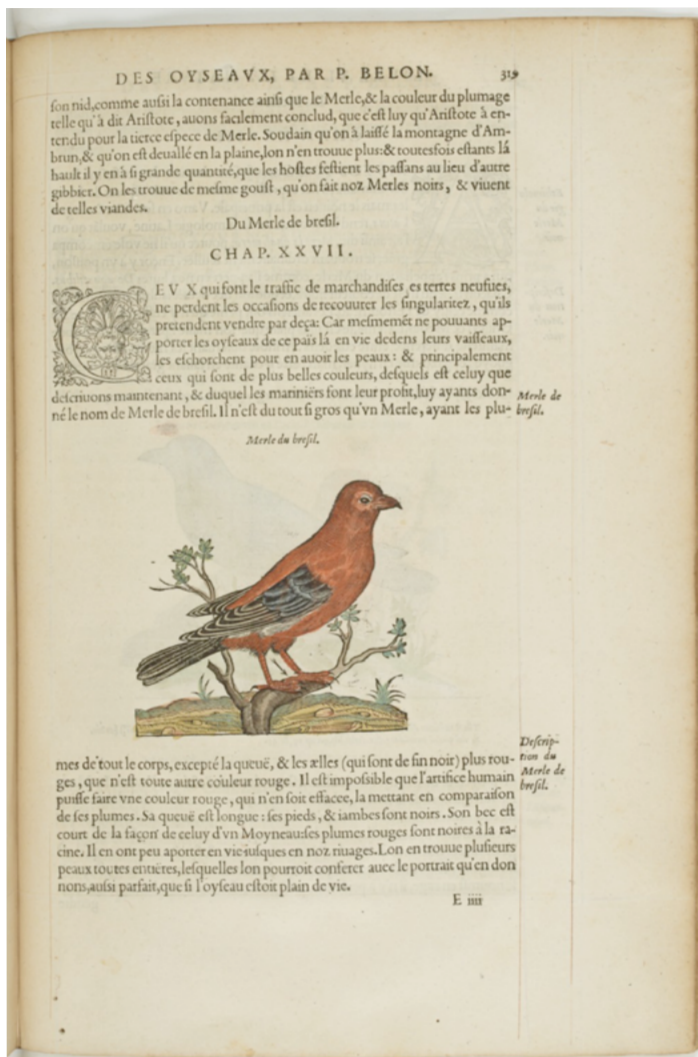 DES OYSEAVX, PAR P. BELON. 319
son nid,comme aussi la contenance ainsi que le Merle,& la couleur du plumage
telle qu'à dit Aristote, auons facilement conclud, que c'est luy qu'Aristote à en-
tendu pour la tierce espece de Merle. Soudain qu'on à laissé la montagne d'Am-
brun,& qu'on est deuallé en la plaine,lon n'en trouue plus:& toutesfois estants lá
hault il y en à si grande quantité,que les hostes festient les passans au lieu d'autre
gibbier. On les trouue de mesme goust, qu'on fait noz Merles noirs, & viuent
de telles viandes.
Du Merle de bresil.
CHAP. XXVII.
CEVX qui font le traffic de marchandises es terres neufues,
ne perdent les occasions de recouurer les singularitez, qu'ils
pretendent vendre par deça: Car mesmemét ne pouuants ap-
porter les oyseaux de ce païs lá en vie dedens leurs vaisseaux,
les eschorchent pour en auoir les peaux: & principalement
ceux qui sont de plus belles couleurs, desquels est celuy que
descriuons maintenant, & duquel les mariniers font leur profit,luy ayants don-
né le nom de Merle de bresil. Il n'est du tout si gros qu'vn Merle, ayant les plu-
Merle de
bresil.
Merle du bresil.
mes de tout le corps, excepté la queuë, & les ælles (qui sont de fin noir) plus rou-
ges, que n'est toute autre couleur rouge. Il est impossible que l'artifice humain
puisse faire vne couleur rouge, qui n'en soit effacee, la mettant en comparaison
de ses plumes. Sa queuë est longue: ses pieds, & iambes sont noirs. Son bec est
court de la façon de celuy d'vn Moyneau:ses plumes rouges sont noires à la ra-
cine. Il en ont peu aporter en vie iusques en noz riuages. Lon en trouue plusieurs
peaux toutes entieres, lesquelles lon pourroit conferer auec le portrait qu'en don
nons,aussi parfait,que si l'oyseau estoit plain de vie.
Descrip-
tion du
Merle de
bresil.
E iiii